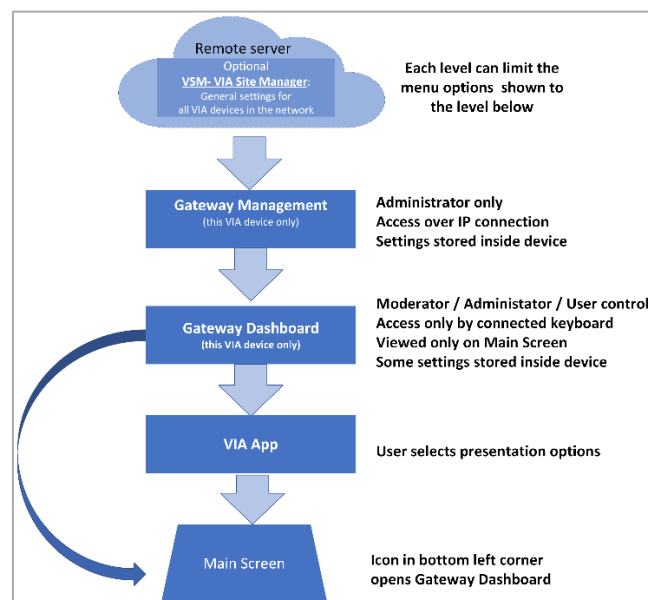 Remote server
Optional
VSM- VIA Site Manager:
General settings for
all VIA devices in the network
Each level can limit the
menu options shown to
the level below
Gateway Management
(this VIA device only)
Administrator only
Access over IP connection
Settings stored inside device
Gateway Dashboard
(this VIA device only)
Moderator / Administator / User control
Access only by connected keyboard
Viewed only on Main Screen
Some settings stored inside device
VIA App
User selects presentation options
Main Screen
Icon in bottom left corner
opens Gateway Dashboard